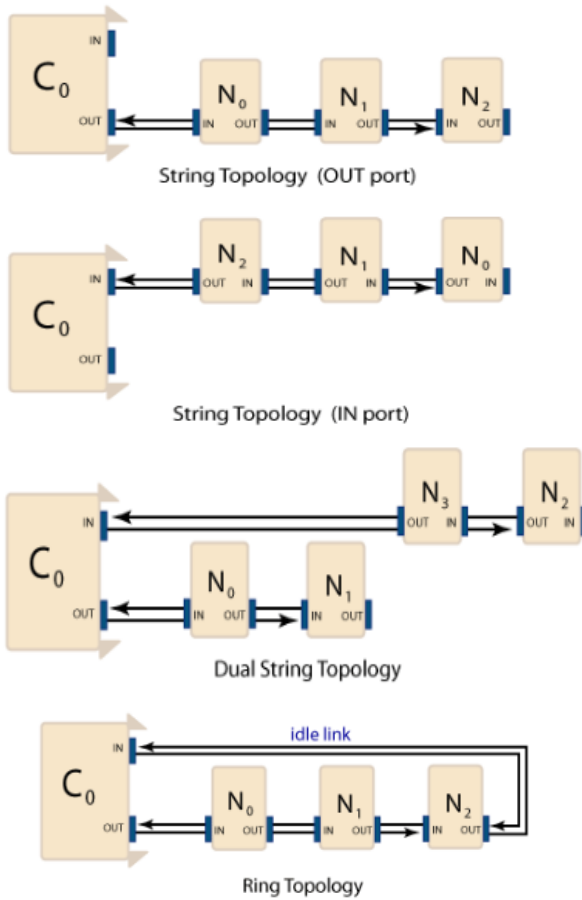 IN
C0
OUT
N0
IN OUT
N1
IN OUT
N2
IN OUT
String Topology (OUT port)
IN
C0
OUT
N2
OUT IN
N1
OUT IN
N0
OUT IN
String Topology (IN port)
IN
C0
OUT
N3
OUT IN
N2
OUT IN
N0
IN OUT
N1
IN OUT
Dual String Topology
idle link
IN
C0
OUT
N0
IN OUT
N1
IN OUT
N2
IN OUT
Ring Topology